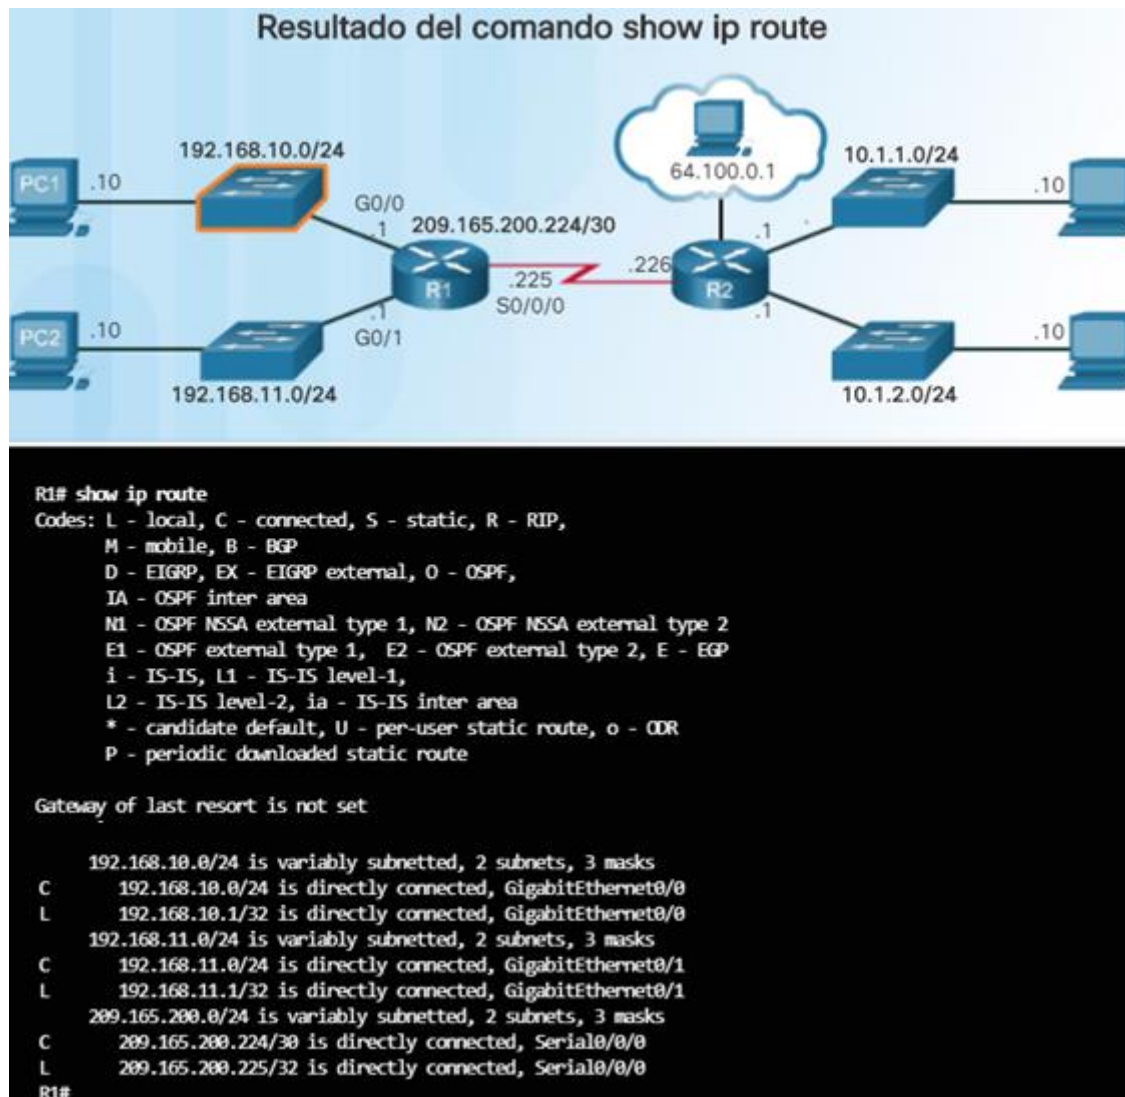 Resultado del comando show ip route
192.168.10.0/24
64.100.0.1
10.1.1.0/24
PC1
.10
.10
G0/0
.1
209.165.200.224/30
.1
R1
.225
S0/0/0
.226
R2
PC2
.10
.1
G0/1
.1
.10
192.168.11.0/24
10.1.2.0/24
R1# show ip route
Codes: L - local, C - connected, S - static, R - RIP,
M - mobile, B - BGP
D - EIGRP, EX - EIGRP external, O - OSPF,
IA - OSPF inter area
N1 - OSPF NSSA external type 1, N2 - OSPF NSSA external type 2
E1 - OSPF external type 1, E2 - OSPF external type 2, E - EGP
i - IS-IS, L1 - IS-IS level-1,
L2 - IS-IS level-2, ia - IS-IS inter area
* - candidate default, U - per-user static route, o - ODR
P - periodic downloaded static route
Gateway of last resort is not set
192.168.10.0/24 is variably subnetted, 2 subnets, 3 masks
C 192.168.10.0/24 is directly connected, GigabitEthernet0/0
L 192.168.10.1/32 is directly connected, GigabitEthernet0/0
192.168.11.0/24 is variably subnetted, 2 subnets, 3 masks
C 192.168.11.0/24 is directly connected, GigabitEthernet0/1
L 192.168.11.1/32 is directly connected, GigabitEthernet0/1
209.165.200.0/24 is variably subnetted, 2 subnets, 3 masks
C 209.165.200.224/30 is directly connected, Serial0/0/0
L 209.165.200.225/32 is directly connected, Serial0/0/0
R1#